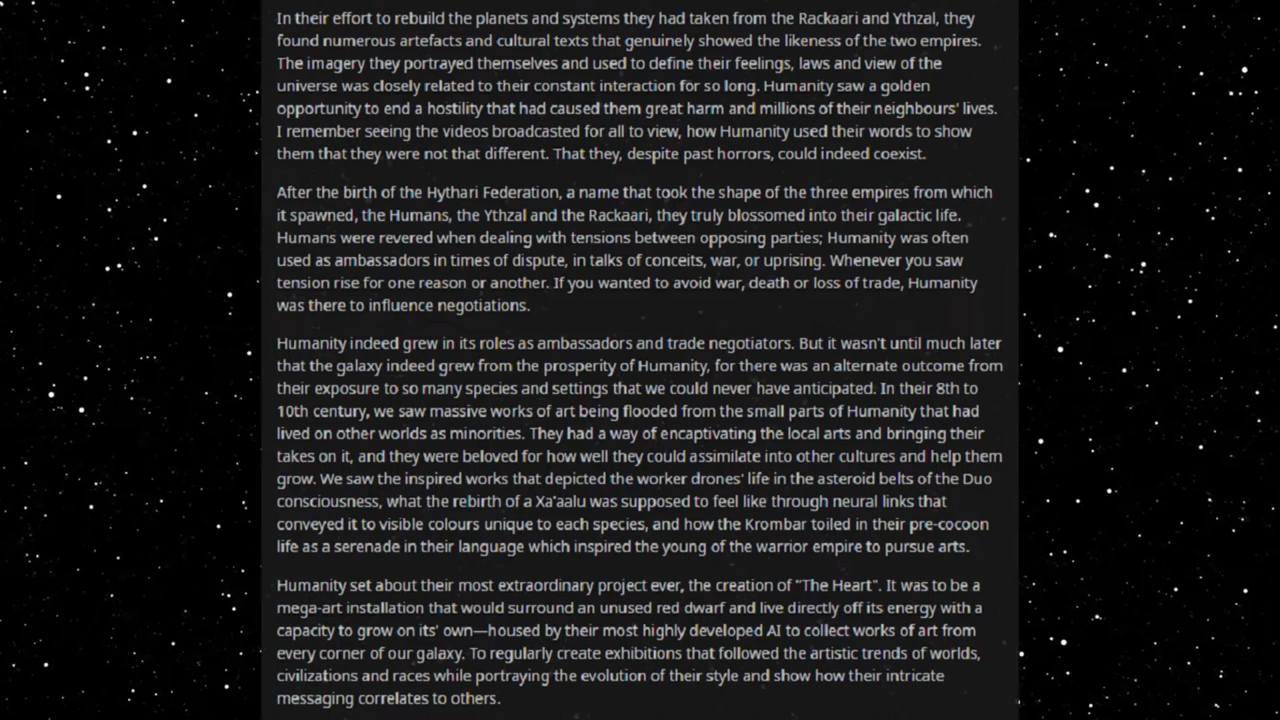 In their effort to rebuild the planets and systems they had taken from the Rackaari and Ythzal, they
found numerous artefacts and cultural texts that genuinely showed the likeness of the two empires.
The imagery they portrayed themselves and used to define their feelings, laws and view of the
universe was closely related to their constant interaction for so long. Humanity saw a golden
opportunity to end a hostility that had caused them great harm and millions of their neighbours' lives.
I remember seeing the videos broadcasted for all to view, how Humanity used their words to show
them that they were not that different. That they, despite past horrors, could indeed coexist.
After the birth of the Hythari Federation, a name that took the shape of the three empires from which
it spawned, the Humans, the Ythzal and the Rackaari, they truly blossomed into their galactic life.
Humans were revered when dealing with tensions between opposing parties; Humanity was often
used as ambassadors in times of dispute, in talks of conceits, war, or uprising. Whenever you saw
tension rise for one reason or another. If you wanted to avoid war, death or loss of trade, Humanity
was there to influence negotiations.
Humanity indeed grew in its roles as ambassadors and trade negotiators. But it wasn't until much later
that the galaxy indeed grew from the prosperity of Humanity, for there was an alternate outcome from
their exposure to so many species and settings that we could never have anticipated. In their 8th to
10th century, we saw massive works of art being flooded from the small parts of Humanity that had
lived on other worlds as minorities. They had a way of encaptivating the local arts and bringing their
takes on it, and they were beloved for how well they could assimilate into other cultures and help them
grow. We saw the inspired works that depicted the worker drones' life in the asteroid belts of the Duo
consciousness, what the rebirth of a Xa'aalu was supposed to feel like through neural links that
conveyed it to visible colours unique to each species, and how the Krombar toiled in their pre-cocoon
life as a serenade in their language which inspired the young of the warrior empire to pursue arts.
Humanity set about their most extraordinary project ever, the creation of "The Heart". It was to be a
mega-art installation that would surround an unused red dwarf and live directly off its energy with a
capacity to grow on its' own—housed by their most highly developed AI to collect works of art from
every corner of our galaxy. To regularly create exhibitions that followed the artistic trends of worlds,
civilizations and races while portraying the evolution of their style and show how their intricate
messaging correlates to others.